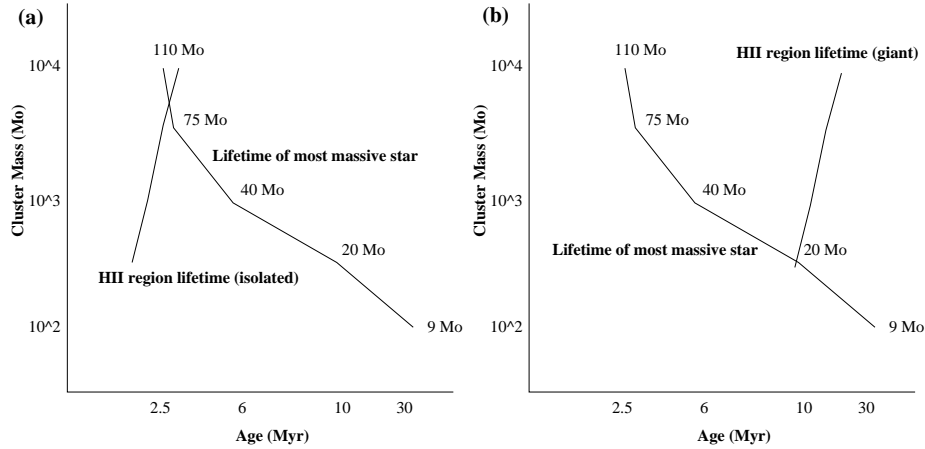 (a)
110 Mo
10^4
75 Mo
Lifetime of most massive star
40 Mo
10^3
20 Mo
HII region lifetime (isolated)
10^2
9 Mo
Cluster Mass (Mo)
2.5 6 10 30
Age (Myr)
(b)
110 Mo
HII region lifetime (giant)
10^4
75 Mo
40 Mo
10^3
Lifetime of most massive star
20 Mo
10^2
9 Mo
Cluster Mass (Mo)
2.5 6 10 30
Age (Myr)